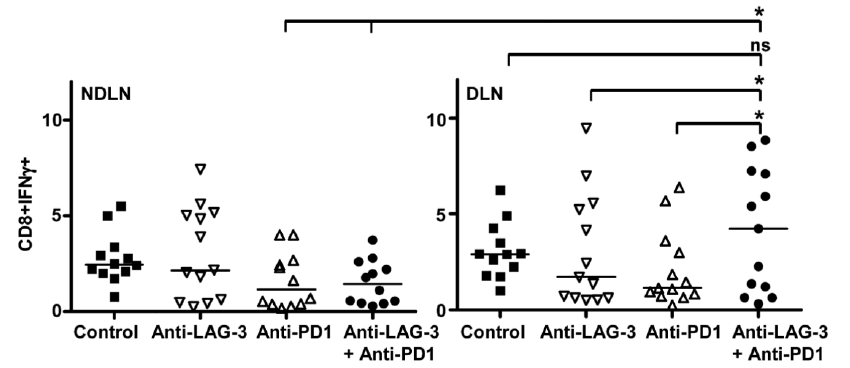 *
ns
*
*
NDLN
DLN
10
5
0
CD8+IFNγ+
10
5
0
Control Anti-LAG-3 Anti-PD1 Anti-LAG-3
+ Anti-PD1
Control Anti-LAG-3 Anti-PD1 Anti-LAG-3
+ Anti-PD1